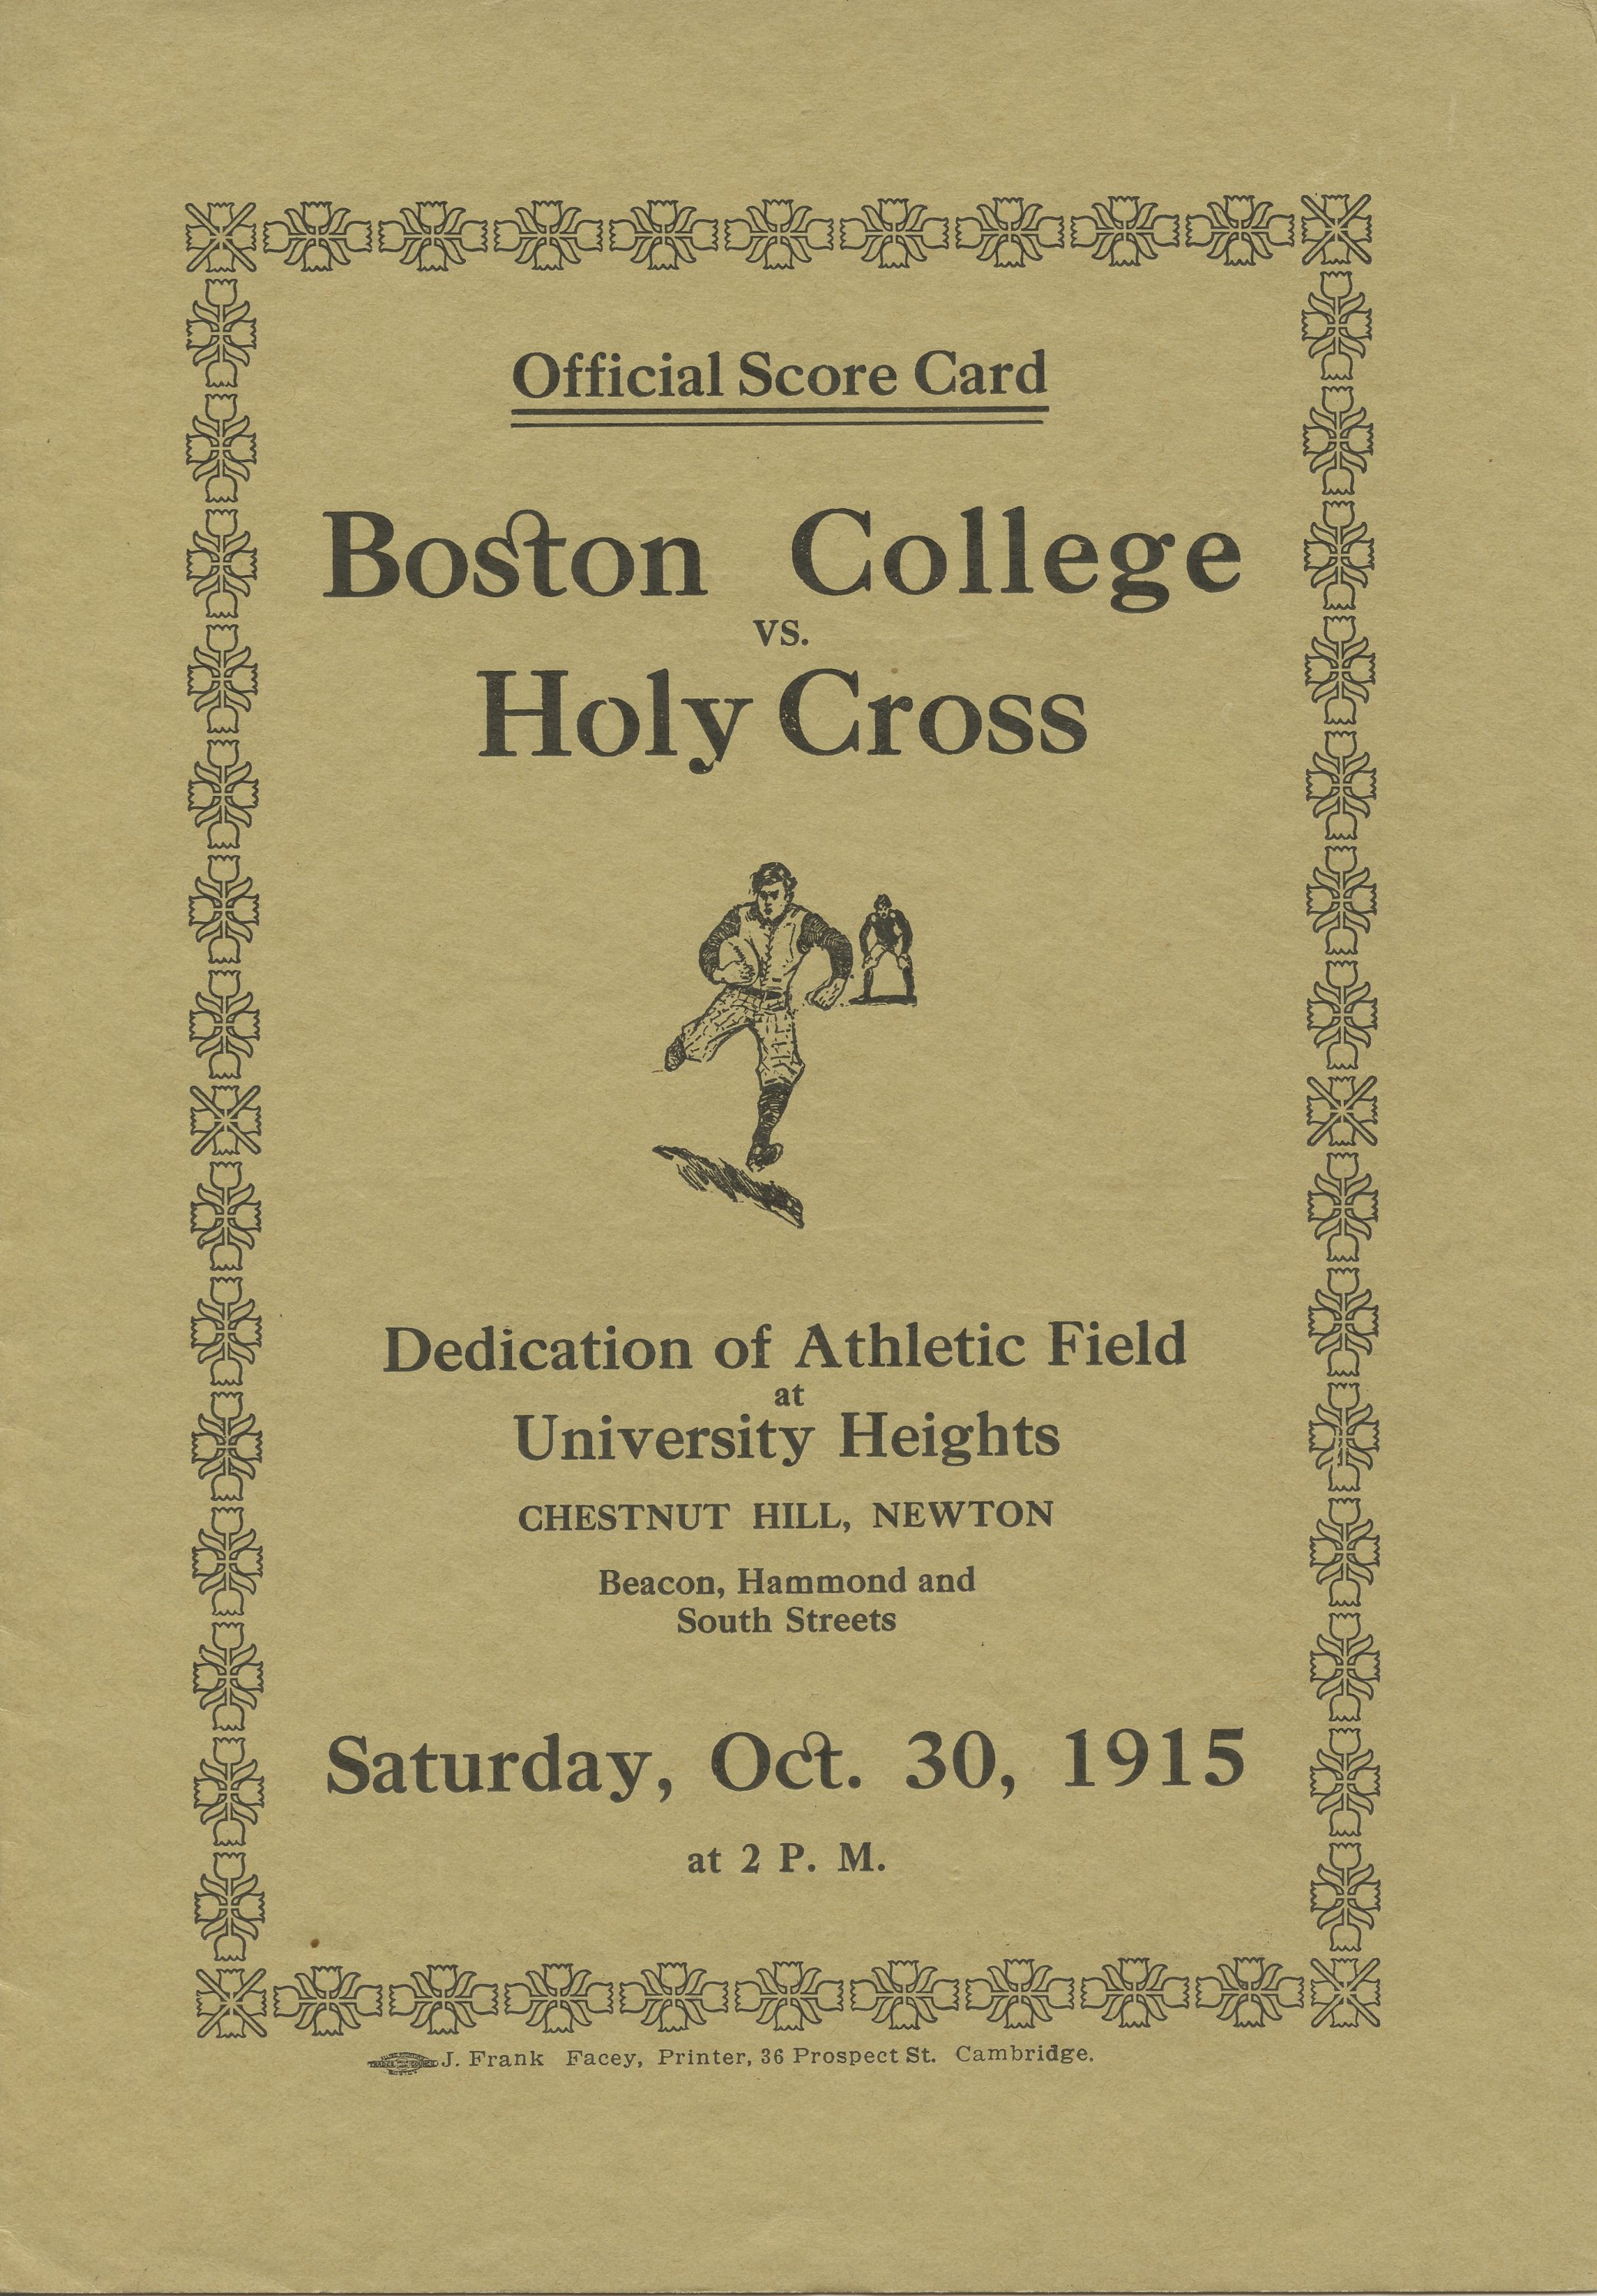 Official Score Card
Boston College
vs.
Holy Cross
Dedication of Athletic Field
at
University Heights
CHESTNUT HILL, NEWTON
Beacon, Hammond and
South Streets
Saturday, Oct. 30, 1915
at 2 P. M.
J. Frank Facey, Printer, 36 Prospect St. Cambridge.